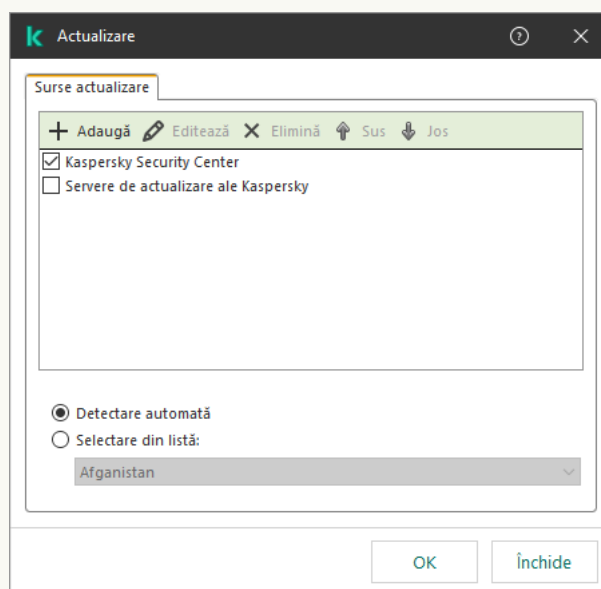 Actualizare
Surse actualizare
Adaugă Editează Elimină Sus Jos
Kaspersky Security Center
Servere de actualizare ale Kaspersky
Detectare automată
Selectare din listă:
Afganistan
OK Închide